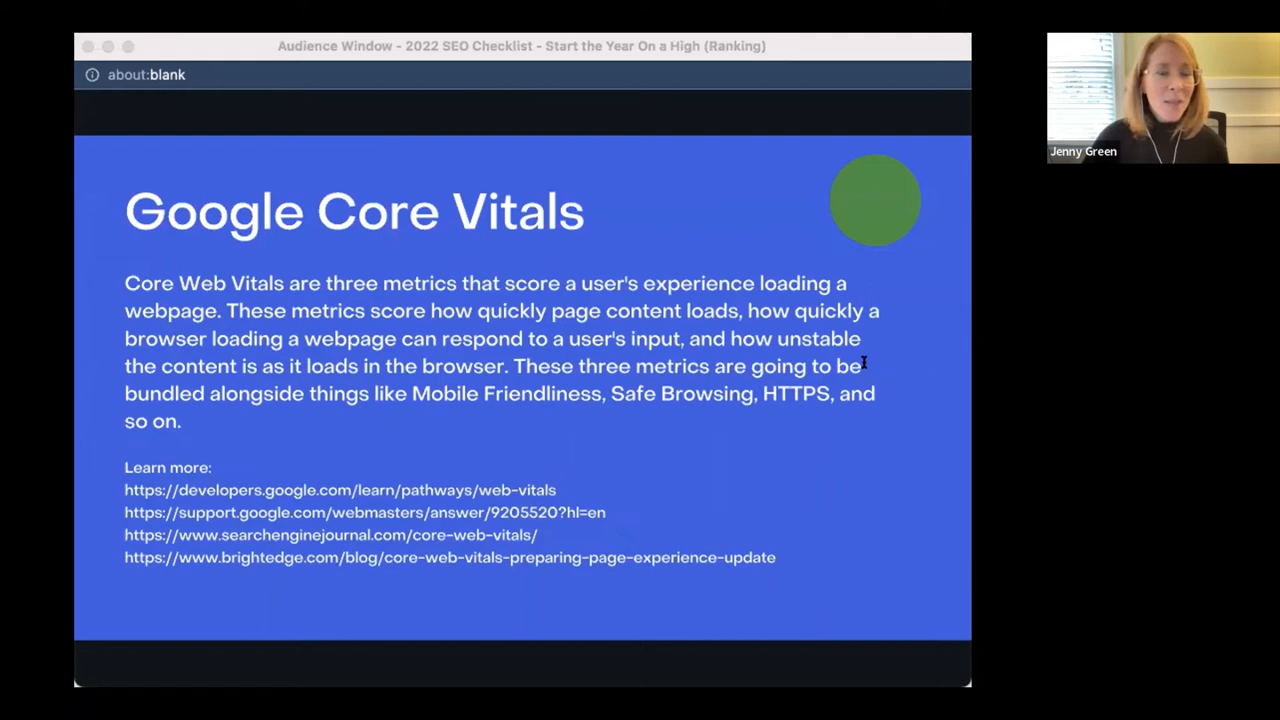 Audience Window - 2022 SEO Checklist - Start the Year On a High (Ranking)
about:blank
Google Core Vitals
Core Web Vitals are three metrics that score a user's experience loading a
webpage. These metrics score how quickly page content loads, how quickly a
browser loading a webpage can respond to a user's input, and how unstable
the content is as it loads in the browser. These three metrics are going to be
bundled alongside things like Mobile Friendliness, Safe Browsing, HTTPS, and
so on.
Learn more:
https://developers.google.com/learn/pathways/web-vitals
https://support.google.com/webmasters/answer/9205520?hl=en
https://www.searchenginejournal.com/core-web-vitals/
https://www.brightedge.com/blog/core-web-vitals-preparing-page-experience-update
Jenny Green